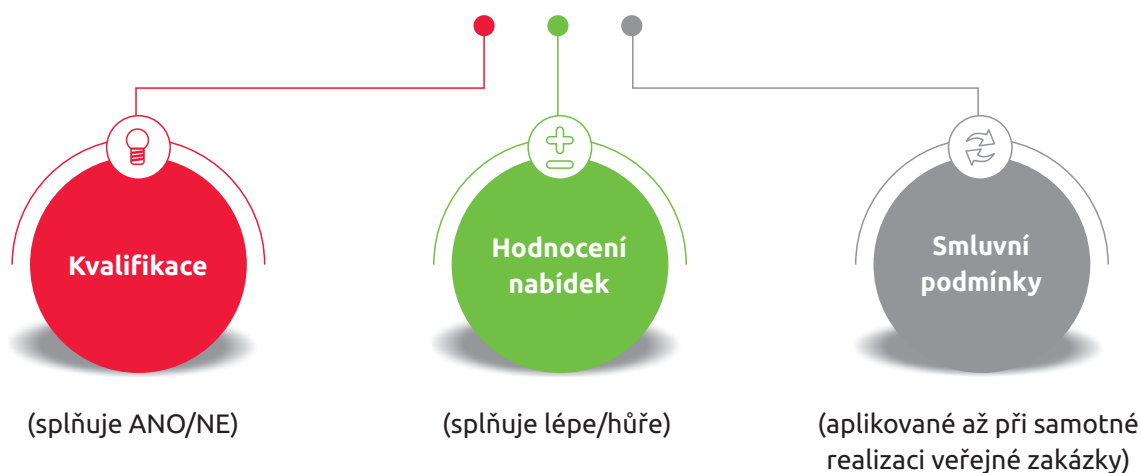 Kvalifikace
(splňuje ANO/NE)
Hodnocení
nabídek
(splňuje lépe/hůře)
Smluvní
podmínky
(aplikované až při samotné
realizaci veřejné zakázky)